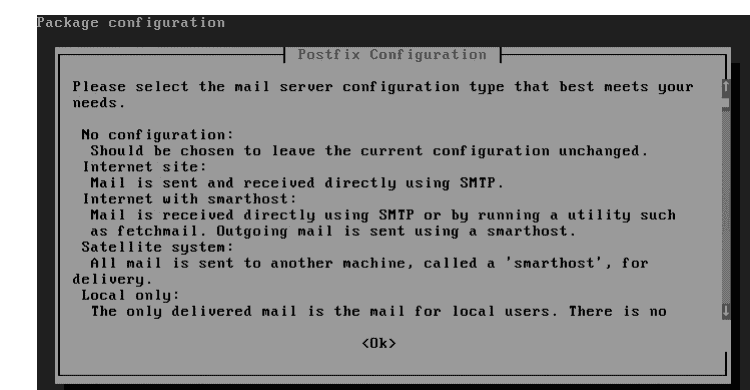 Package configuration
Postfix Configuration
Please select the mail server configuration type that best meets your
needs.
No configuration:
Should be chosen to leave the current configuration unchanged.
Internet site:
Mail is sent and received directly using SMTP.
Internet with smarthost:
Mail is received directly using SMTP or by running a utility such
as fetchmail. Outgoing mail is sent using a smarthost.
Satellite system:
All mail is sent to another machine, called a 'smarthost', for
delivery.
Local only:
The only delivered mail is the mail for local users. There is no
<Ok>